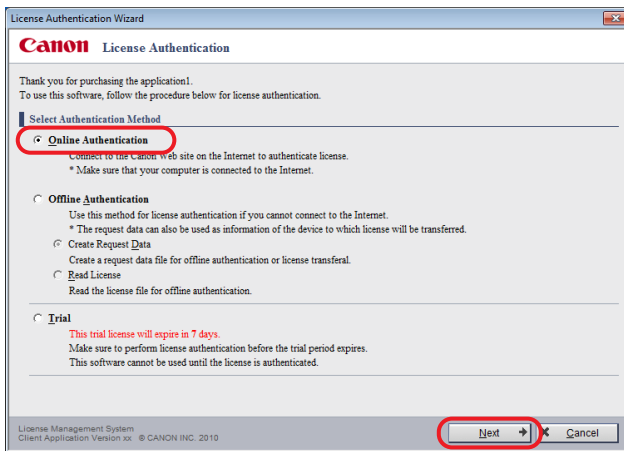 License Authentication Wizard
Canon License Authentication
Thank you for purchasing the application1.
To use this software, follow the procedure below for license authentication.
Select Authentication Method
Online Authentication
Connect to the Canon Web site on the Internet to authenticate license.
* Make sure that your computer is connected to the Internet.
Offline Authentication
Use this method for license authentication if you cannot connect to the Internet.
* The request data can also be used as information of the device to which license will be transferred.
Create Request Data
Create a request data file for offline authentication or license transferal.
Read License
Read the license file for offline authentication.
Trial
This trial license will expire in 7 days.
Make sure to perform license authentication before the trial period expires.
This software cannot be used until the license is authenticated.
License Management System
Client Application Version xx © CANON INC. 2010
Next Cancel